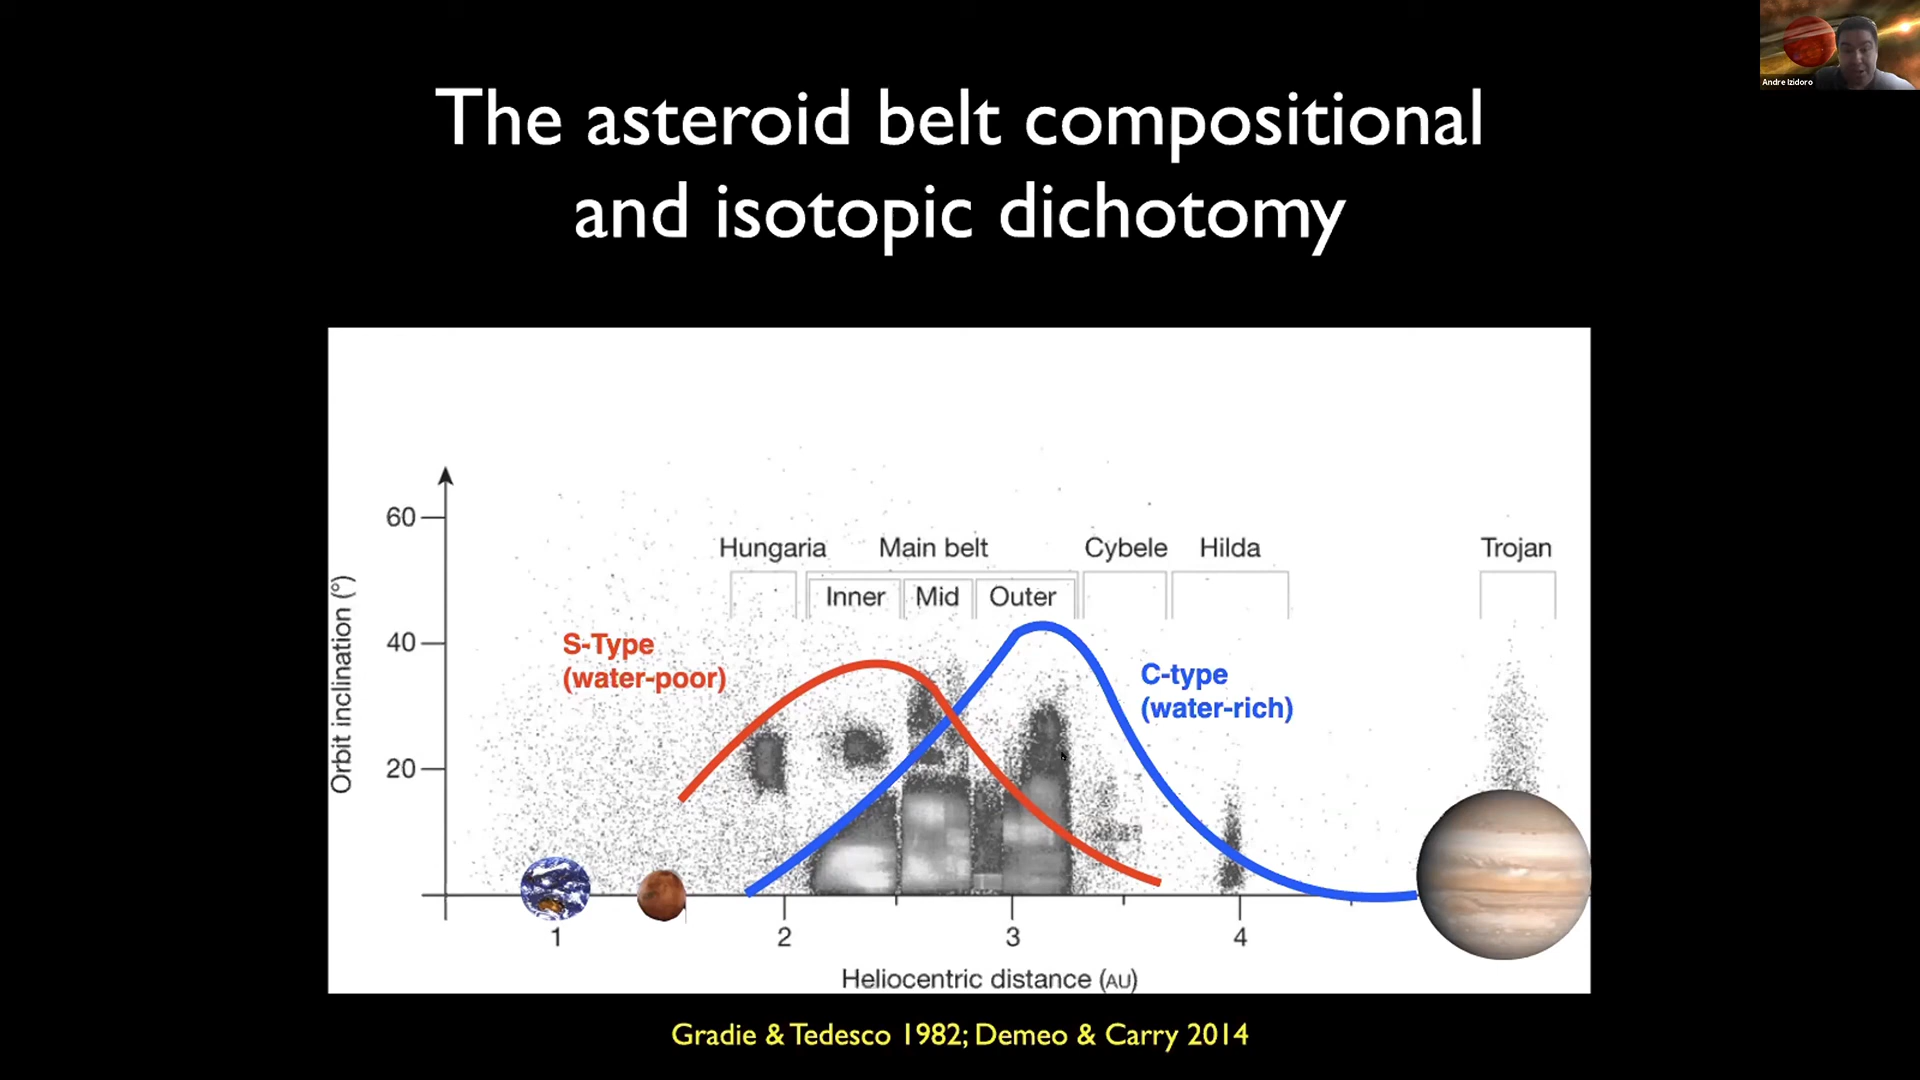 Andre Izidoro
The asteroid belt compositional
and isotopic dichotomy
60
40
20
Orbit inclination (°)
Hungaria
Main belt
Cybele
Hilda
Trojan
Inner
Mid
Outer
S-Type
(water-poor)
C-type
(water-rich)
1
2
3
4
Heliocentric distance (AU)
Gradie & Tedesco 1982; Demeo & Carry 2014